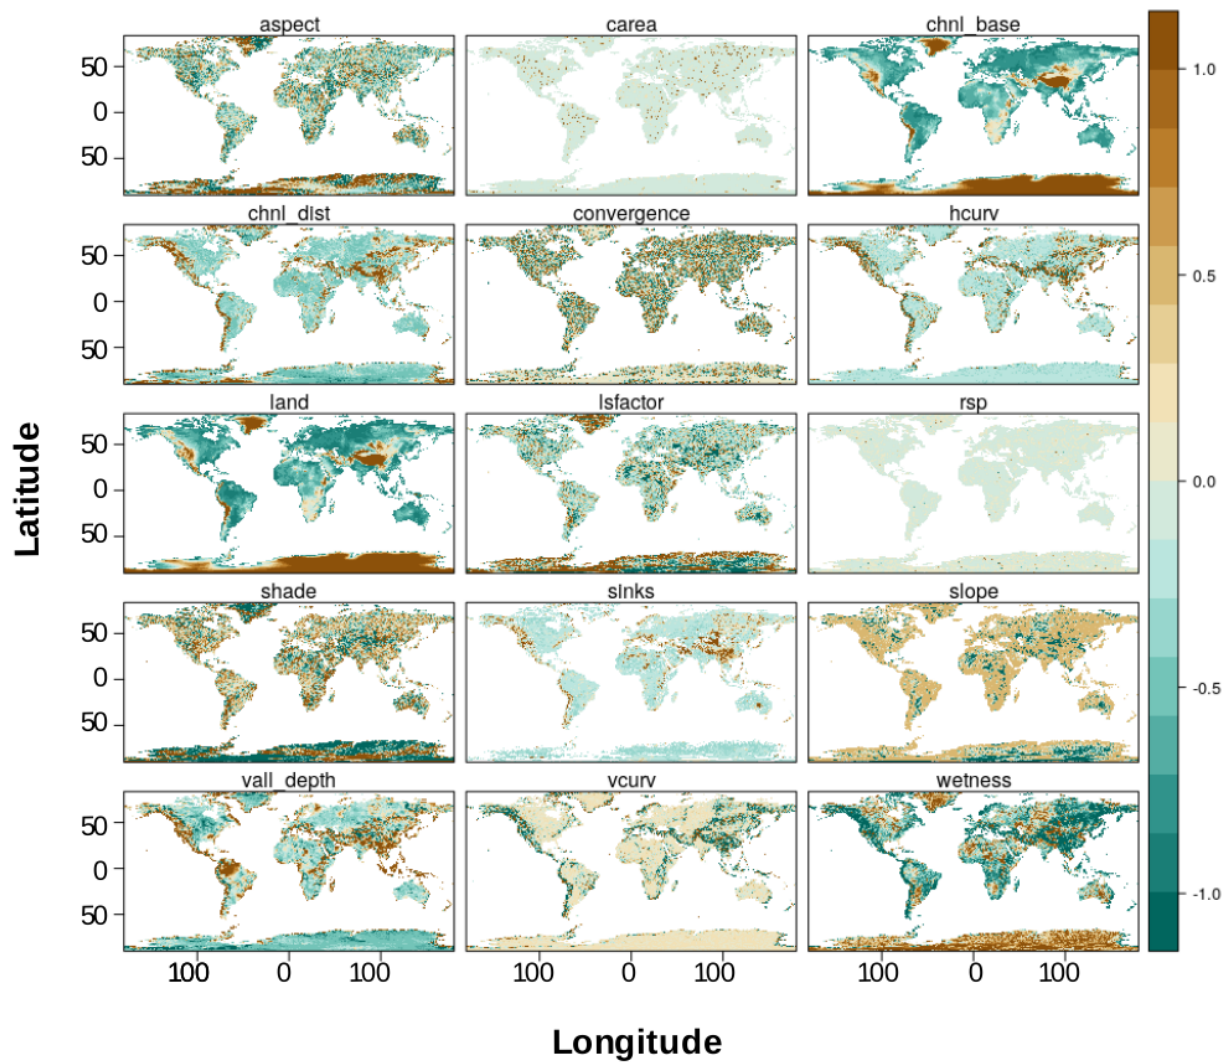 aspect carea chnl_base
50
0
50
chnl_dist convergence hcurv
50
0
50
land lsfactor rsp
50
0
50
shade sinks slope
50
0
50
vall_depth vcurv wetness
50
0
50
100 0 100 100 0 100 100 0 100
Longitude
Latitude
1.0
0.5
0.0
-0.5
-1.0